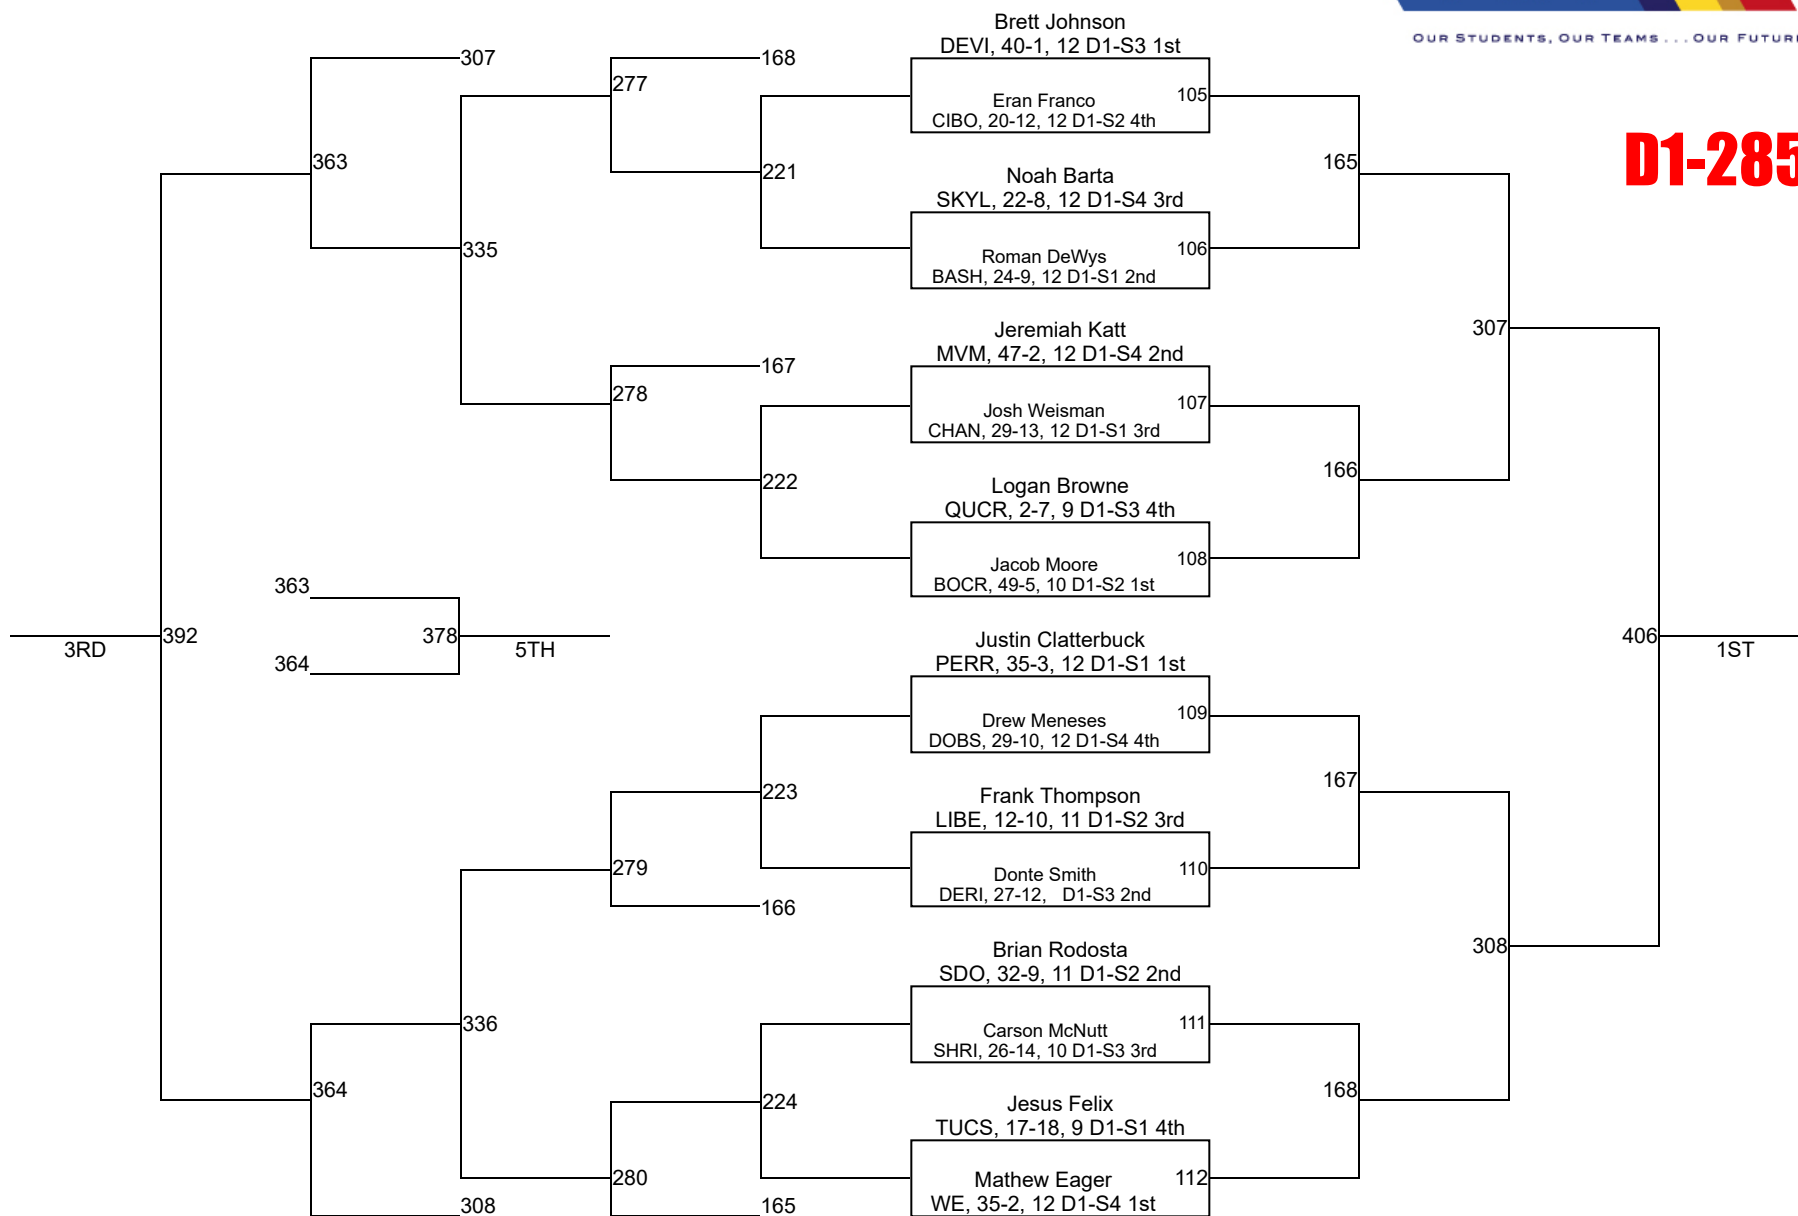 OUR STUDENTS, OUR TEAMS...OUR FUTURE
D1-285
Brett Johnson
DEVI, 40-1, 12 D1-S3 1st
307
168
277
Eran Franco
105
CIBO, 20-12, 12 D1-S2 4th
363
221
165
Noah Barta
SKYL, 22-8, 12 D1-S4 3rd
335
Roman DeWys
106
BASH, 24-9, 12 D1-S1 2nd
Jeremiah Katt
307
MVM, 47-2, 12 D1-S4 2nd
167
278
Josh Weisman
107
CHAN, 29-13, 12 D1-S1 3rd
222
166
Logan Browne
QUCR, 2-7, 9 D1-S3 4th
Jacob Moore
108
BOCR, 49-5, 10 D1-S2 1st
363
3RD
392
378
5TH
364
406
1ST
Justin Clatterbuck
PERR, 35-3, 12 D1-S1 1st
Drew Meneses
109
DOBS, 29-10, 12 D1-S4 4th
223
167
Frank Thompson
LIBE, 12-10, 11 D1-S2 3rd
279
Donte Smith
110
DERI, 27-12, D1-S3 2nd
166
Brian Rodosta
308
SDO, 32-9, 11 D1-S2 2nd
336
Carson McNutt
111
SHRI, 26-14, 10 D1-S3 3rd
364
224
168
Jesus Felix
TUCS, 17-18, 9 D1-S1 4th
280
Mathew Eager
112
WE, 35-2, 12 D1-S4 1st
308
165